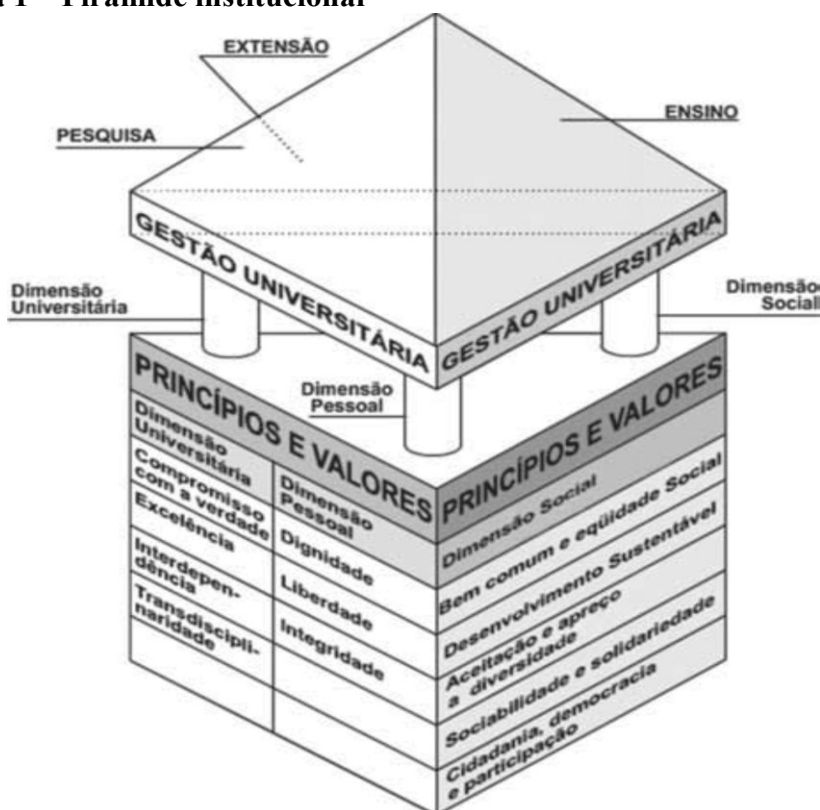 Pirâmide institucional
EXTENSÃO
PESQUISA
ENSINO
GESTÃO UNIVERSITÁRIA
GESTÃO UNIVERSITÁRIA
Dimensão
Universitária
Dimensão
Social
Dimensão
Pessoal
PRINCÍPIOS E VALORES
Dimensão
Universitária
Compromisso
com a verdade
Excelência
Interdepen-
dência
Transdiscipli-
naridade
Dimensão
Pessoal
Dignidade
Liberdade
Integridade
PRINCÍPIOS E VALORES
Dimensão Social
Bem comum e eqüidade Social
Desenvolvimento Sustentável
Aceitação e apreço
a diversidade
Sociabilidade e solidariedade
Cidadania, democracia
e participação